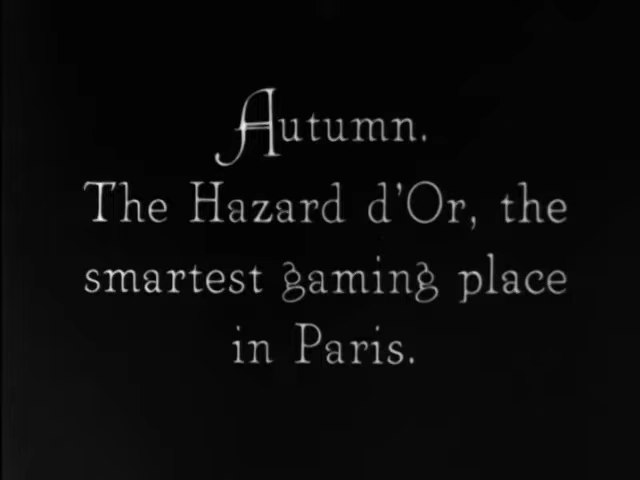 Autumn.
The Hazard d'Or, the
smartest gaming place
in Paris.